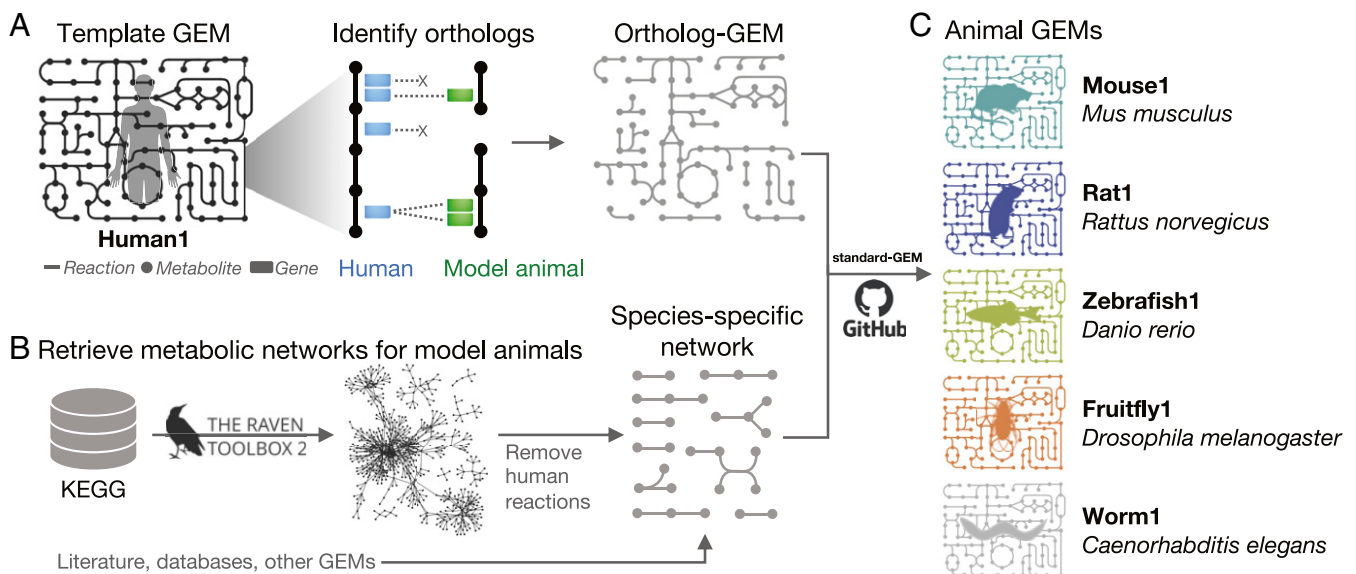 A
Template GEM
Identify orthologs
Ortholog-GEM
X
X
Human1
Reaction Metabolite Gene
Human
Model animal
B Retrieve metabolic networks for model animals
KEGG
THE RAVEN
TOOLBOX 2
Remove
human
reactions
Species-specific
network
Literature, databases, other GEMs
standard-GEM
GitHub
C Animal GEMs
Mouse1
Mus musculus
Rat1
Rattus norvegicus
Zebrafish1
Danio rerio
Fruitfly1
Drosophila melanogaster
Worm1
Caenorhabditis elegans